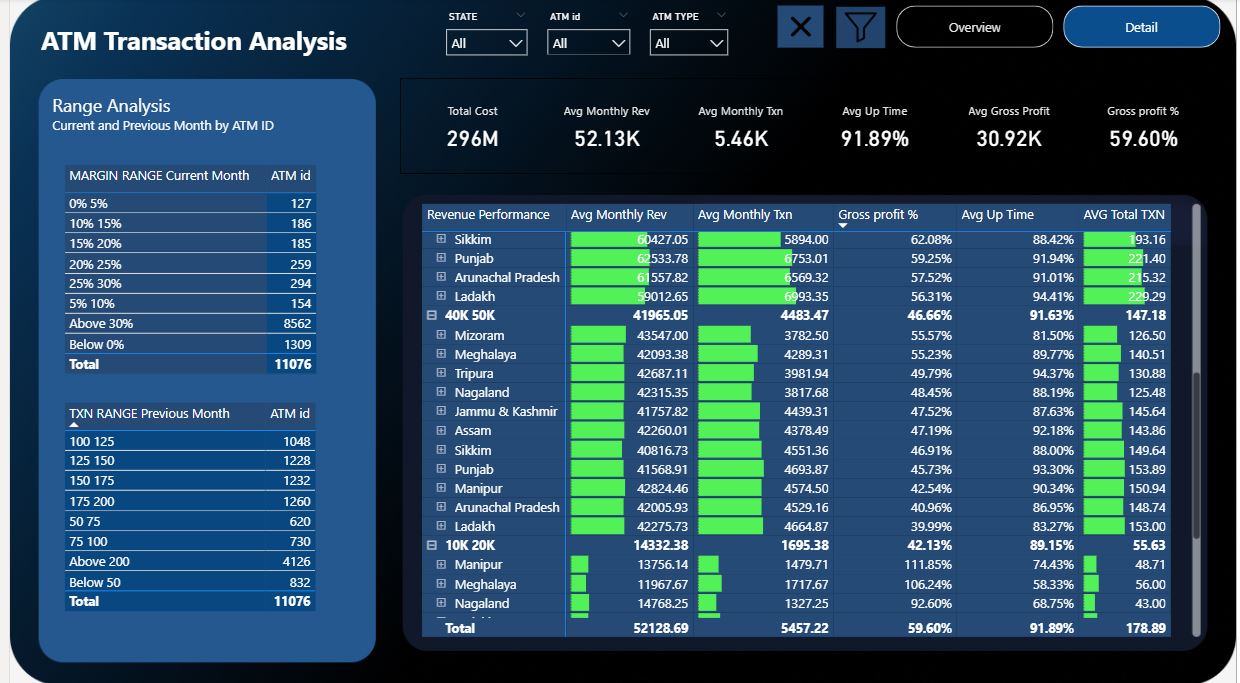 ATM Transaction Analysis
STATE
All
ATM id
All
ATM TYPE
All
Overview
Detail
Range Analysis
Current and Previous Month by ATM ID
MARGIN RANGE Current Month ATM id
0% 5% 127
10% 15% 186
15% 20% 185
20% 25% 259
25% 30% 294
5% 10% 154
Above 30% 8562
Below 0% 1309
Total 11076
TXN RANGE Previous Month ATM id
100 125 1048
125 150 1228
150 175 1232
175 200 1260
50 75 620
75 100 730
Above 200 4126
Below 50 832
Total 11076
Total Cost
296M
Avg Monthly Rev
52.13K
Avg Monthly Txn
5.46K
Avg Up Time
91.89%
Avg Gross Profit
30.92K
Gross profit %
59.60%
Revenue Performance Avg Monthly Rev Avg Monthly Txn Gross profit % Avg Up Time AVG Total TXN
Sikkim 60427.05 5894.00 62.08% 88.42% 193.16
Punjab 62533.78 6753.01 59.25% 91.94% 221.40
Arunachal Pradesh 61557.82 6569.32 57.52% 91.01% 215.32
Ladakh 59012.65 6993.35 56.31% 94.41% 229.29
40K 50K 41965.05 4483.47 46.66% 91.63% 147.18
Mizoram 43547.00 3782.50 55.57% 81.50% 126.50
Meghalaya 42093.38 4289.31 55.23% 89.77% 140.51
Tripura 42687.11 3981.94 49.79% 94.37% 130.88
Nagaland 42315.35 3817.68 48.45% 88.19% 125.48
Jammu & Kashmir 41757.82 4439.31 47.52% 87.63% 145.64
Assam 42260.01 4378.49 47.19% 92.18% 143.86
Sikkim 40816.73 4551.36 46.91% 88.00% 149.64
Punjab 41568.91 4693.87 45.73% 93.30% 153.89
Manipur 42824.46 4574.50 42.54% 90.34% 150.94
Arunachal Pradesh 42005.93 4529.16 40.96% 86.95% 148.74
Ladakh 42275.73 4664.87 39.99% 83.27% 153.00
10K 20K 14332.38 1695.38 42.13% 89.15% 55.63
Manipur 13756.14 1479.71 111.85% 74.43% 48.71
Meghalaya 11967.67 1717.67 106.24% 58.33% 56.00
Nagaland 14768.25 1327.25 92.60% 68.75% 43.00
Total 52128.69 5457.22 59.60% 91.89% 178.89